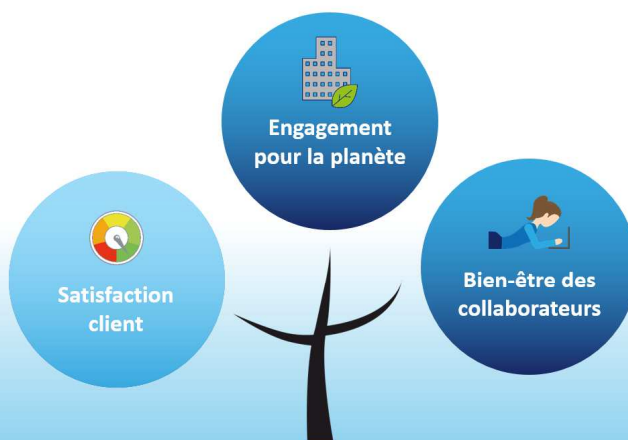 Engagement
pour la planète
Satisfaction
client
Bien-être des
collaborateurs